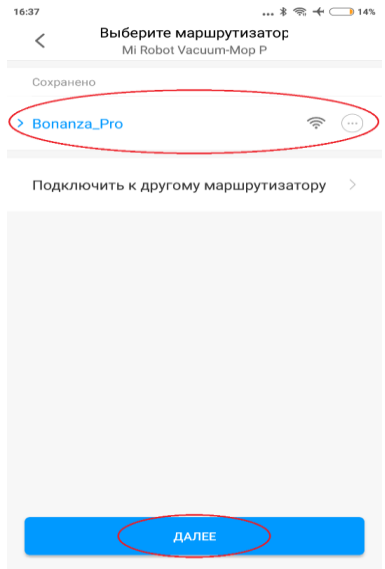 16:37 ... 14%
Выберите маршрутизатор
Mi Robot Vacuum-Mop P
Сохранено
Bonanza_Pro
Подключить к другому маршрутизатору
ДАЛЕЕ